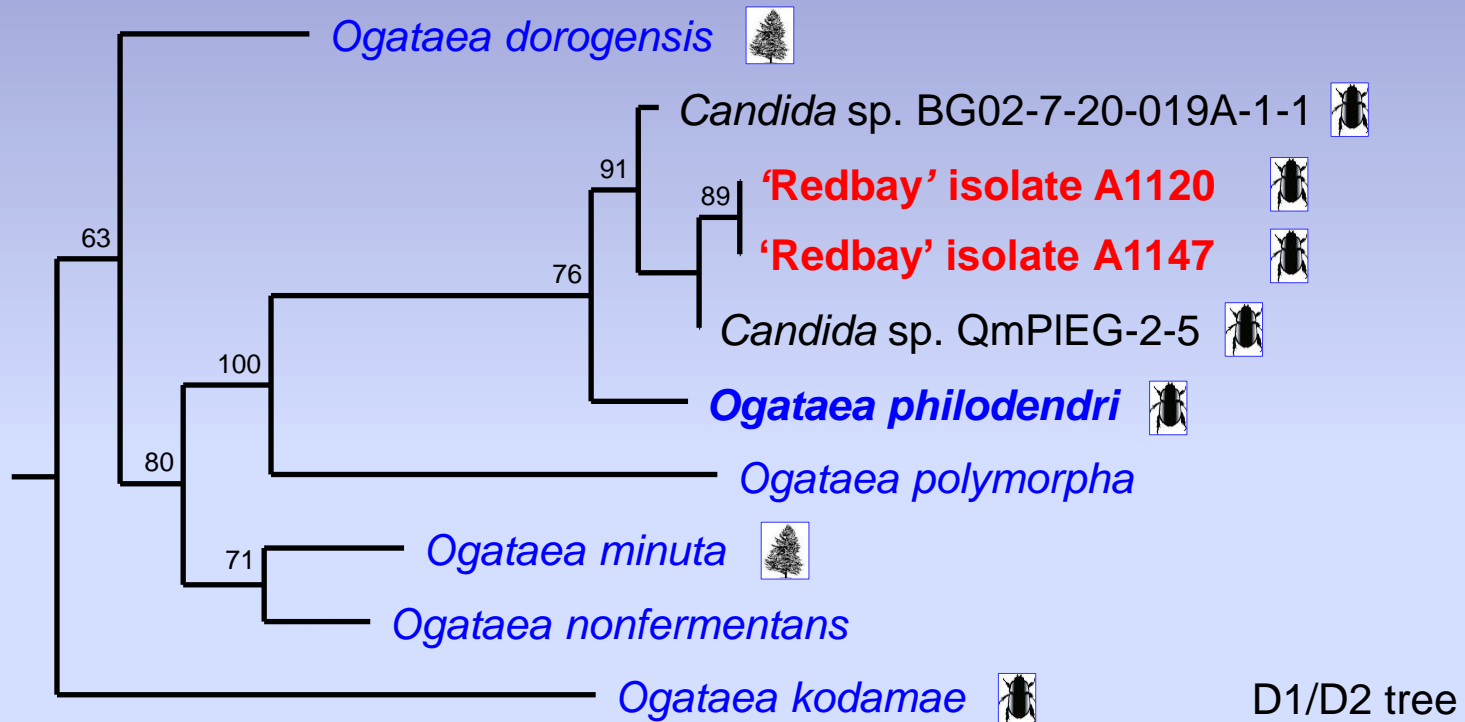 Ogataea dorogensis
Candida sp. BG02-7-20-019A-1-1
91
‘Redbay’ isolate A1120
89
63
‘Redbay’ isolate A1147
76
Candida sp. QmPlEG-2-5
100
Ogataea philodendri
80
Ogataea polymorpha
Ogataea minuta
71
Ogataea nonfermentans
Ogataea kodamae
D1/D2 tree